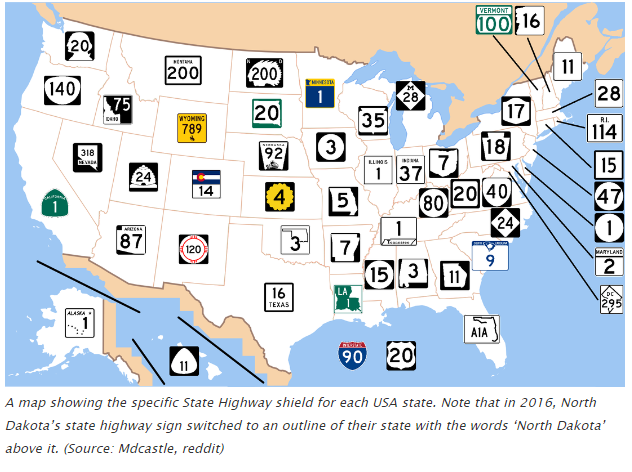 VERMONT
100
16
20
MONTANA
200
N D
200
11
140
75
IDAHO
MINNESOTA
1
M
28
28
WYOMING
789
20
35
17
R.I.
114
318
NEVADA
NEBRASKA
92
3
18
ILLINOIS
1
INDIANA
37
7
15
24
14
4
5
80
20
40
47
CALIFORNIA
1
24
1
ARIZONA
87
120
3
7
1
TENNESSEE
9
MARYLAND
2
15
3
11
DC
295
16
TEXAS
LA
1
ALASKA
1
A1A
11
INTERSTATE
90
20
A map showing the specific State Highway shield for each USA state. Note that in 2016, North
Dakota's state highway sign switched to an outline of their state with the words 'North Dakota'
above it. (Source: Mdcastle, reddit)